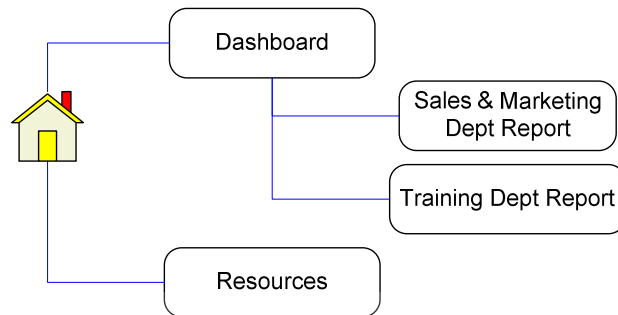 Dashboard
Sales & Marketing
Dept Report
Training Dept Report
Resources